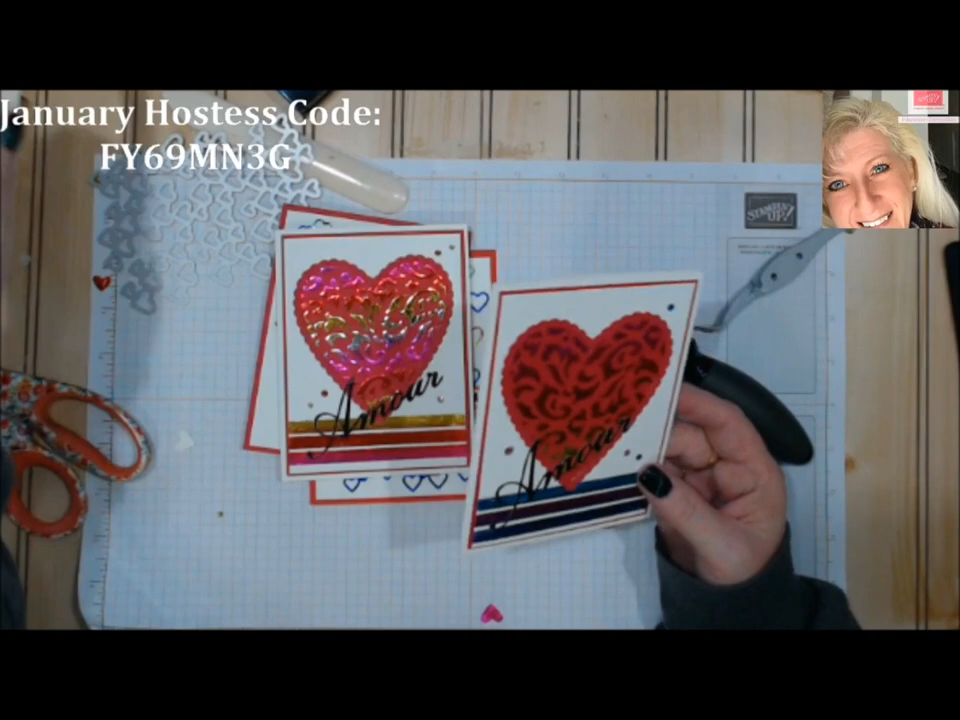 January Hostess Code:
FY69MN3G
STAMPIN'
UP!
Amour
Amour